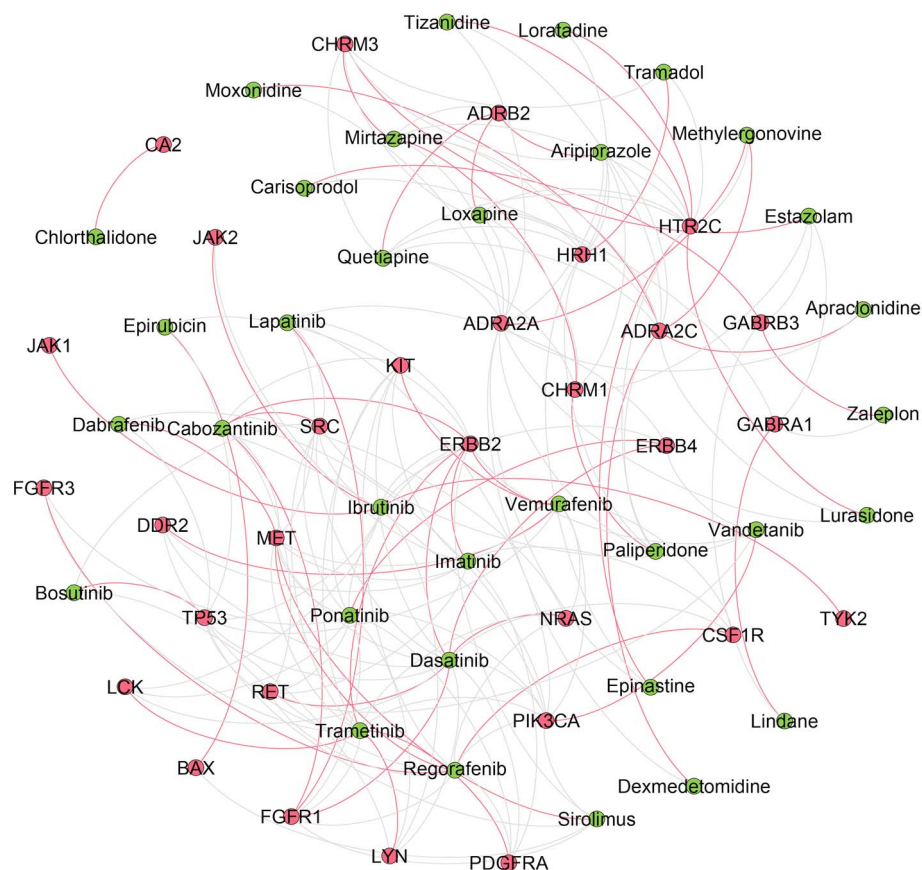 Tizanidine
Loratadine
CHRM3
Tramadol
Moxonidine
ADRB2
Methylergonovine
Mirtazapine
CA2
Aripiprazole
Carisoprodol
Loxapine
Estazolam
HTR2C
Chlorthalidone
JAK2
HRH1
Quetiapine
Apraclonidine
Lapatinib
ADRA2A
GABRB3
Epirubicin
ADRA2C
JAK1
KIT
CHRM1
Zaleplon
Dabrafenib
GABRA1
Cabozantinib
SRC
ERBB2
ERBB4
FGFR3
Vemurafenib
Ibrutinib
Lurasidone
DDR2
Vandetanib
MET
Paliperidone
Imatinib
Bosutinib
Ponatinib
TP53
NRAS
TYK2
CSF1R
Dasatinib
LCK
Epinastine
RET
PIK3CA
Lindane
Trametinib
BAX
Regorafenib
Dexmedetomidine
FGFR1
Sirolimus
LYN
PDGFRA